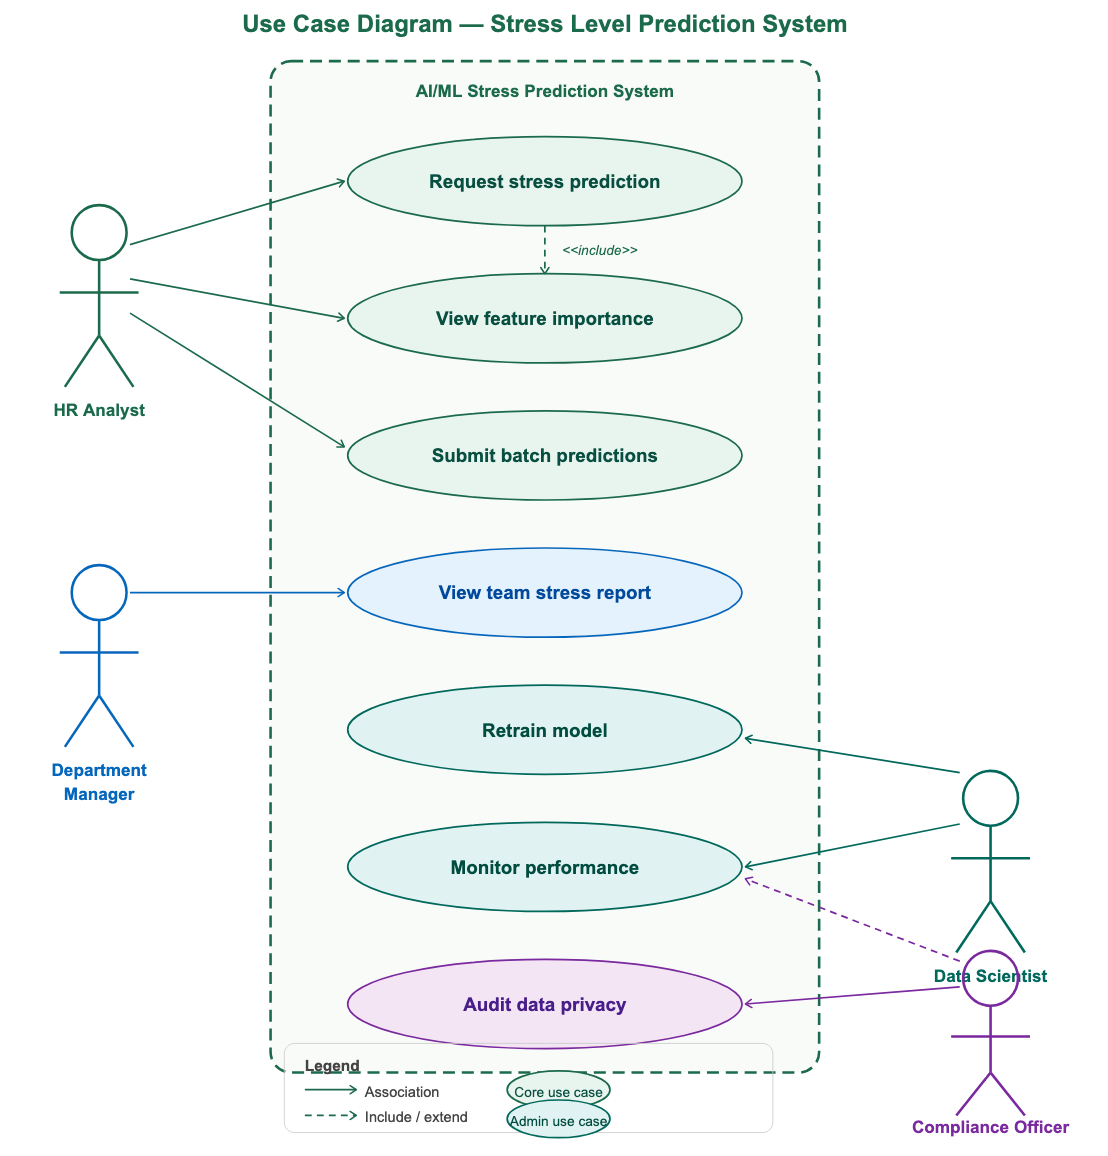 Use Case Diagram — Stress Level Prediction System
AI/ML Stress Prediction System
Request stress prediction
<<include>>
View feature importance
HR Analyst
Submit batch predictions
View team stress report
Department
Manager
Retrain model
Monitor performance
Data Scientist
Audit data privacy
Legend
Association
Core use case
Include / extend
Admin use case
Compliance Officer